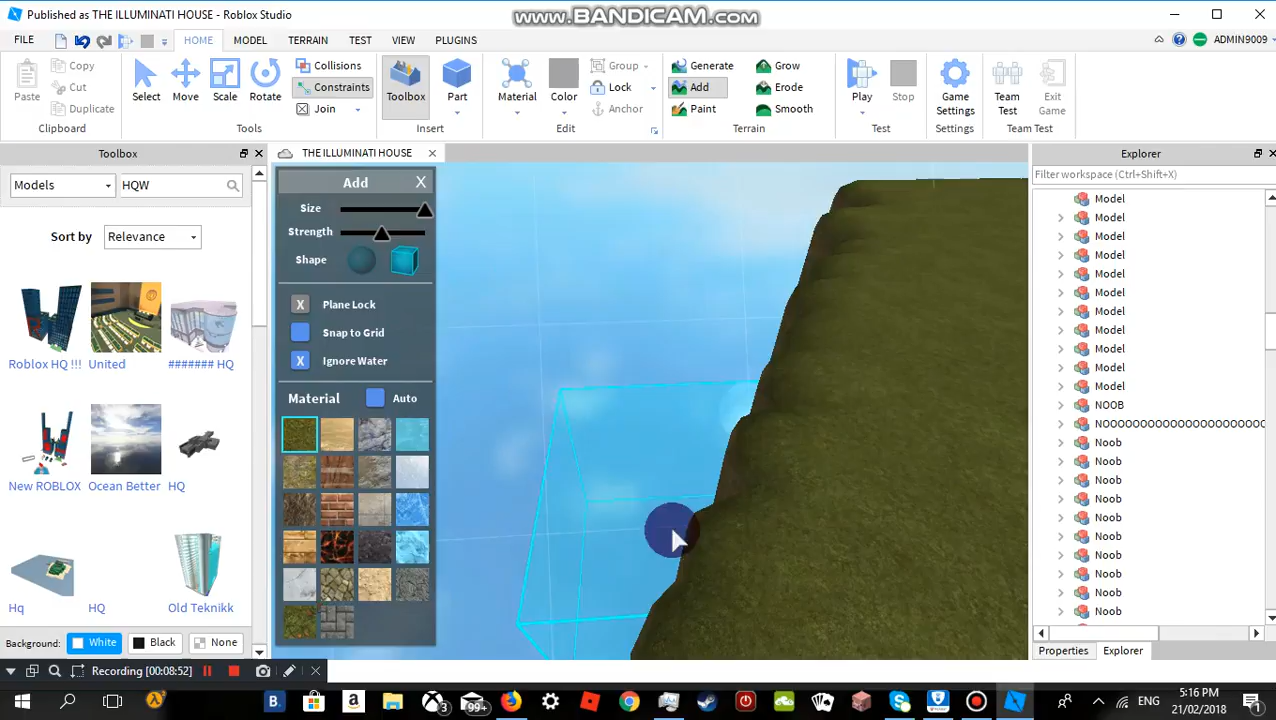 Published as THE ILLUMINATI HOUSE - Roblox Studio
www.BANDICAM.com
FILE
HOME
MODEL
TERRAIN
TEST
VIEW
PLUGINS
ADMIN9009
Paste
Copy
Cut
Duplicate
Clipboard
Select
Move
Scale
Rotate
Collisions
Constraints
Join
Tools
Toolbox
Part
Insert
Material
Color
Group
Lock
Anchor
Edit
Generate
Add
Paint
Grow
Erode
Smooth
Terrain
Play
Stop
Test
Game Settings
Settings
Team Test
Exit Game
Team Test
Toolbox
Models
HQW
Sort by
Relevance
Roblox HQ !!!
United
####### HQ
New ROBLOX
Ocean Better
HQ
Hq
HQ
Old Teknikk
Background:
White
Black
None
THE ILLUMINATI HOUSE
Add
X
Size
Strength
Shape
X
Plane Lock
Snap to Grid
X
Ignore Water
Material
Auto
Explorer
Filter workspace (Ctrl+Shift+X)
Model
Model
Model
Model
Model
Model
Model
Model
Model
Model
Model
NOOB
NOOOOOOOOOOOOOOOOOOOOOOO
Noob
Noob
Noob
Noob
Noob
Noob
Noob
Noob
Noob
Noob
Properties
Explorer
Recording [00:08:52]
B.
a
3
99+
ENG
5:16 PM
21/02/2018
1